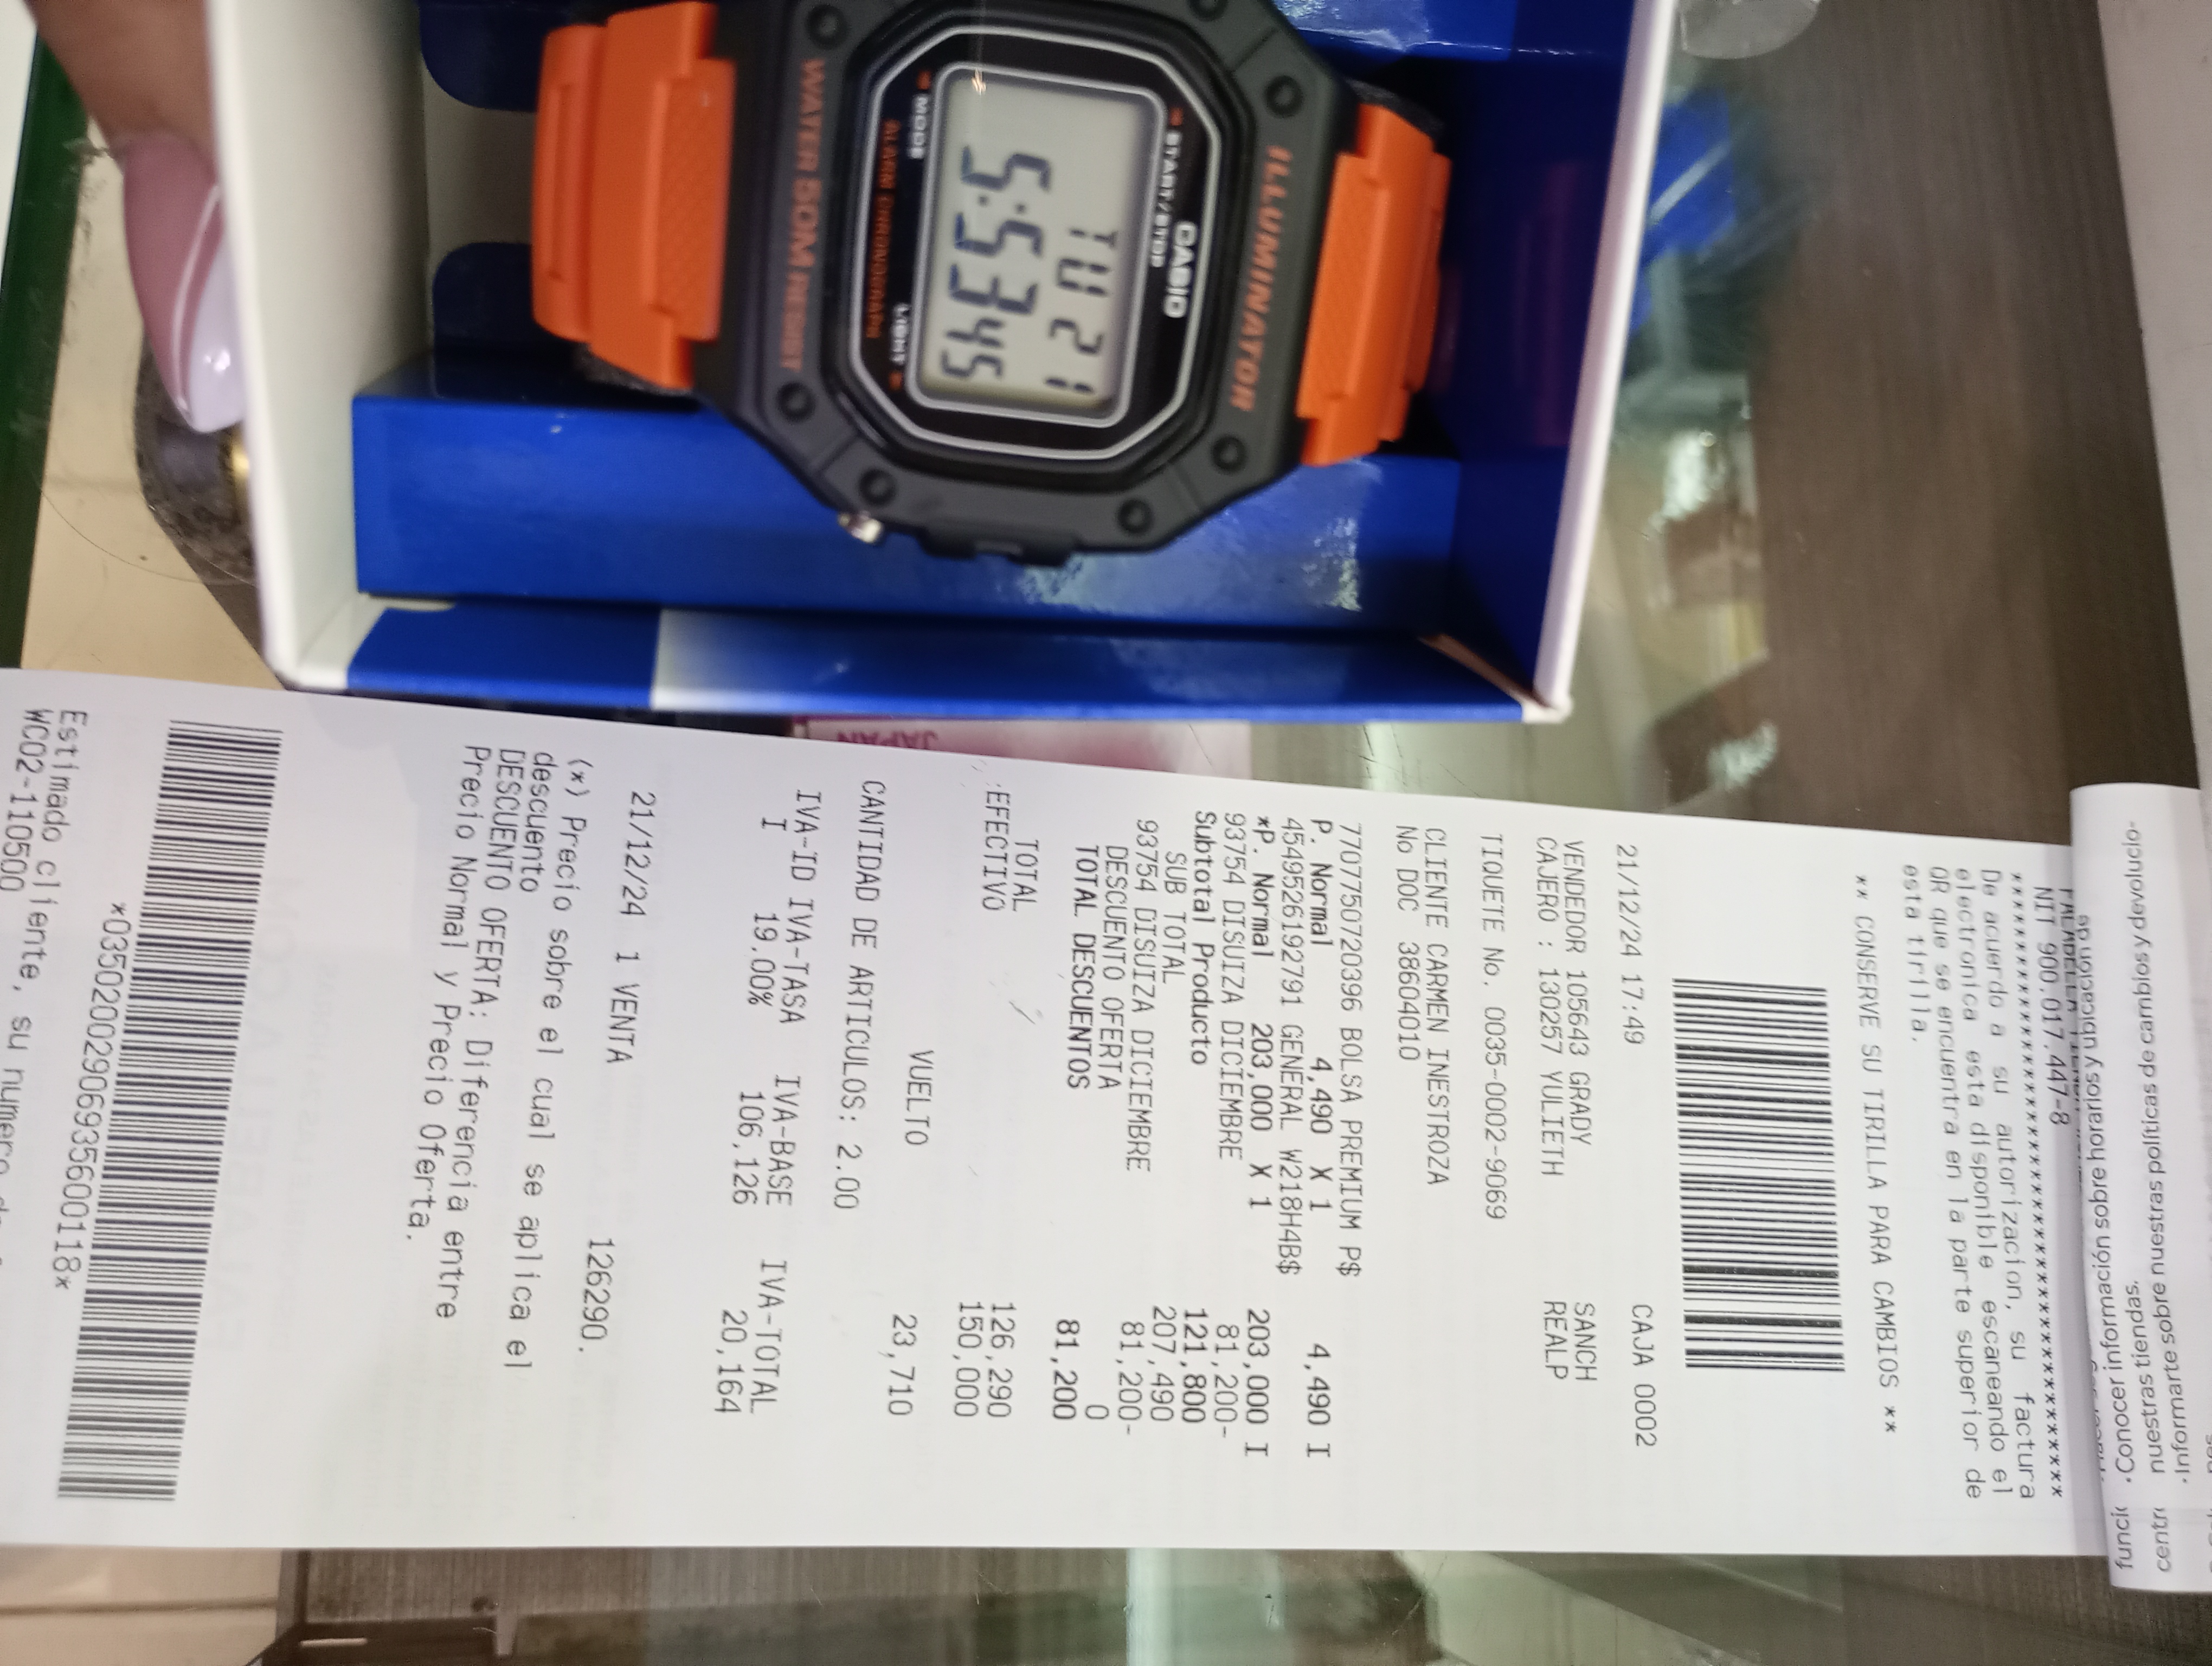 ILLUMINATOR
CASIO
START/STOP
TU 21
5:53 45
MODE
LIGHT
ALARM CHRONOGRAPH
WATER 50M RESIST
JAPAN
· Conocer información sobre horarios y ubicación de
nuestras tiendas.
· Informarte sobre nuestras políticas de cambios y devolucio-
NIT 900.017.447-8
De acuerdo a su autorizacion, su factura
electronica esta disponible escaneando el
QR que se encuentra en la parte superior de
esta tirilla.
** CONSERVE SU TIRILLA PARA CAMBIOS **
21/12/24 17:49 CAJA 0002
VENDEDOR 105643 GRADY SANCH
CAJERO : 130257 YULIETH REALP
TIQUETE No. 0035-0002-9069
CLIENTE CARMEN INESTROZA
No DOC 38604010
7707750720396 BOLSA PREMIUM P$
P. Normal 4,490 X 1 4,490 I
4549526192791 GENERAL W218H4B$
*P. Normal 203,000 X 1 203,000 I
93754 DISUIZA DICIEMBRE 81,200-
Subtotal Producto 121,800
SUB TOTAL 207,490
93754 DISUIZA DICIEMBRE 81,200-
DESCUENTO OFERTA 0
TOTAL DESCUENTOS 81,200
TOTAL 126,290
EFECTIVO 150,000
VUELTO 23,710
CANTIDAD DE ARTICULOS: 2.00
IVA-ID IVA-TASA IVA-BASE IVA-TOTAL
I 19.00% 106,126 20,164
21/12/24 1 VENTA 126290.
(*) Precio sobre el cual se aplica el
descuento
DESCUENTO OFERTA: Diferencia entre
Precio Normal y Precio Oferta.
*03502002906935600118*
Estimado cliente, su numero de
WC02-110500